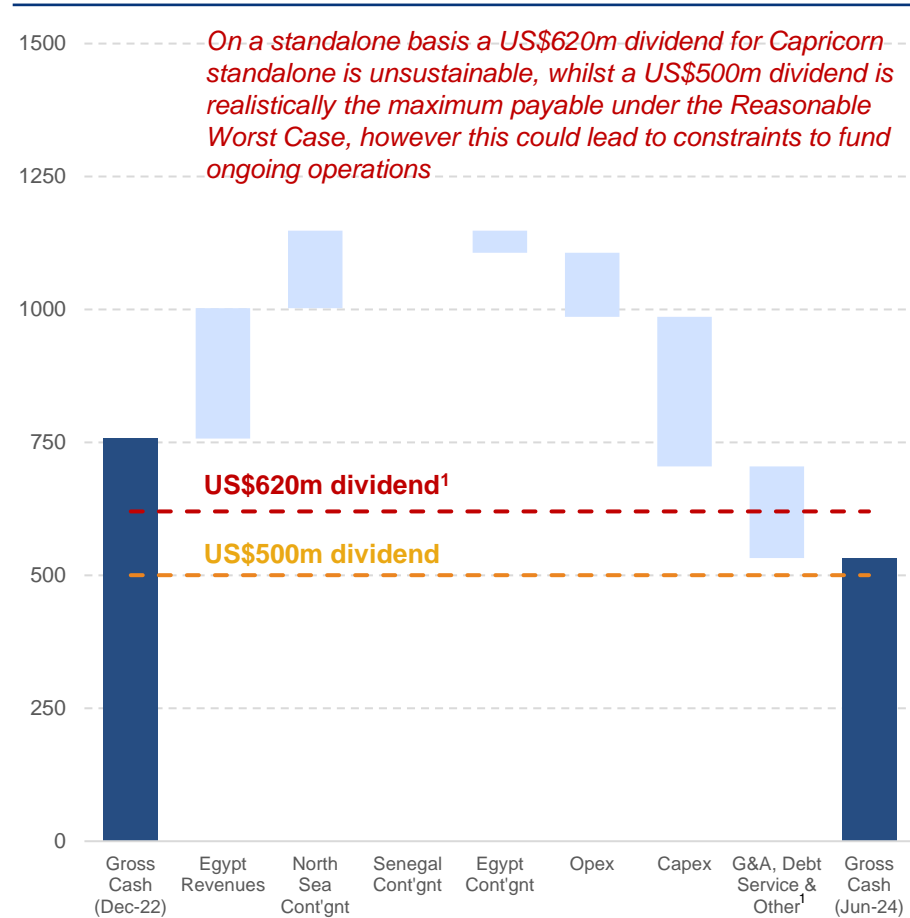 On a standalone basis a US$620m dividend for Capricorn
standalone is unsustainable, whilst a US$500m dividend is
realistically the maximum payable under the Reasonable
Worst Case, however this could lead to constraints to fund
ongoing operations
1500
1250
1000
750
500
250
0
US$620m dividend¹
US$500m dividend
Gross
Cash
(Dec-22)
Egypt
Revenues
North
Sea
Cont'gnt
Senegal
Cont'gnt
Egypt
Cont'gnt
Opex
Capex
G&A, Debt
Service &
Other¹
Gross
Cash
(Jun-24)